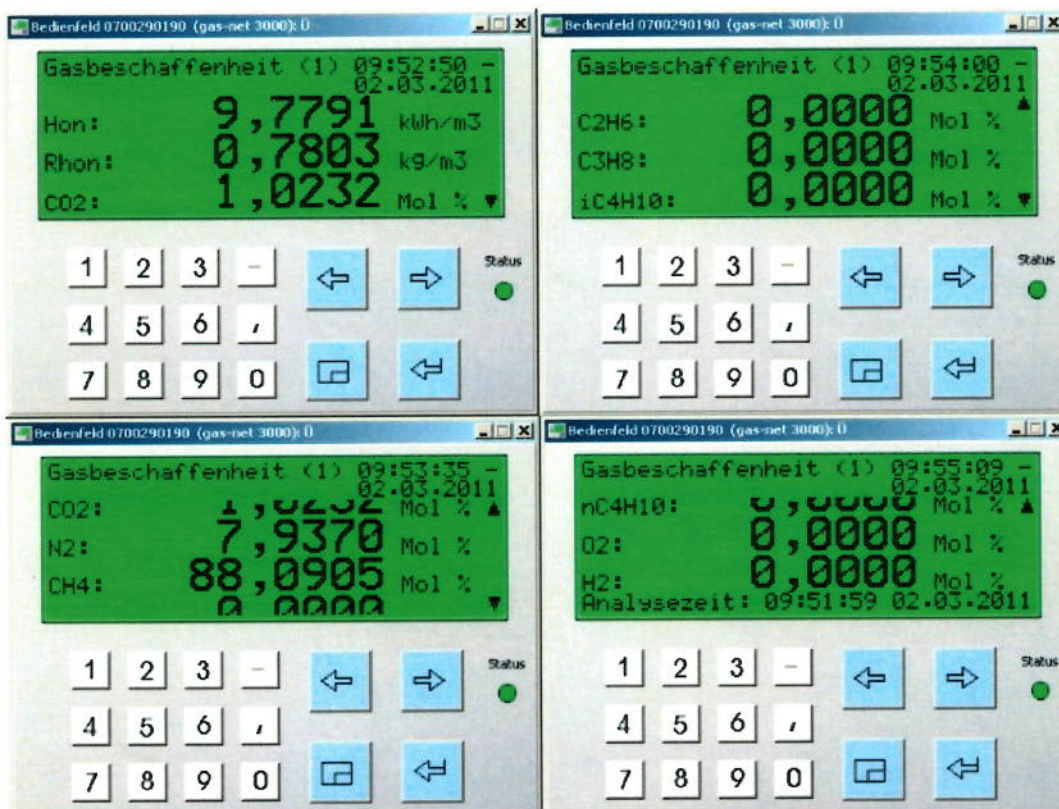 Bedienfeld 0700290190 (gas-net 3000): Ü
Gasbeschaffenheit (1) 09:52:50 -
02.03.2011
Hon: 9,7791 kWh/m3
Rhon: 0,7803 kg/m3
CO2: 1,0232 Mol % ▼
1 2 3 -
Status
4 5 6 ,
7 8 9 0
Bedienfeld 0700290190 (gas-net 3000): Ü
Gasbeschaffenheit (1) 09:54:00 -
02.03.2011
C2H6: 0,0000 Mol % ▲
C3H8: 0,0000 Mol %
iC4H10: 0,0000 Mol % ▼
1 2 3 -
Status
4 5 6 ,
7 8 9 0
Bedienfeld 0700290190 (gas-net 3000): Ü
Gasbeschaffenheit (1) 09:53:35 -
02.03.2011
CO2: 1,0232 Mol % ▲
N2: 7,9370 Mol %
CH4: 88,0905 Mol %
0,0000 ▼
1 2 3 -
Status
4 5 6 ,
7 8 9 0
Bedienfeld 0700290190 (gas-net 3000): Ü
Gasbeschaffenheit (1) 09:55:09 -
02.03.2011
nC4H10: 0,0000 Mol % ▲
O2: 0,0000 Mol %
H2: 0,0000 Mol %
Analysezeit: 09:51:59 02.03.2011
1 2 3 -
Status
4 5 6 ,
7 8 9 0